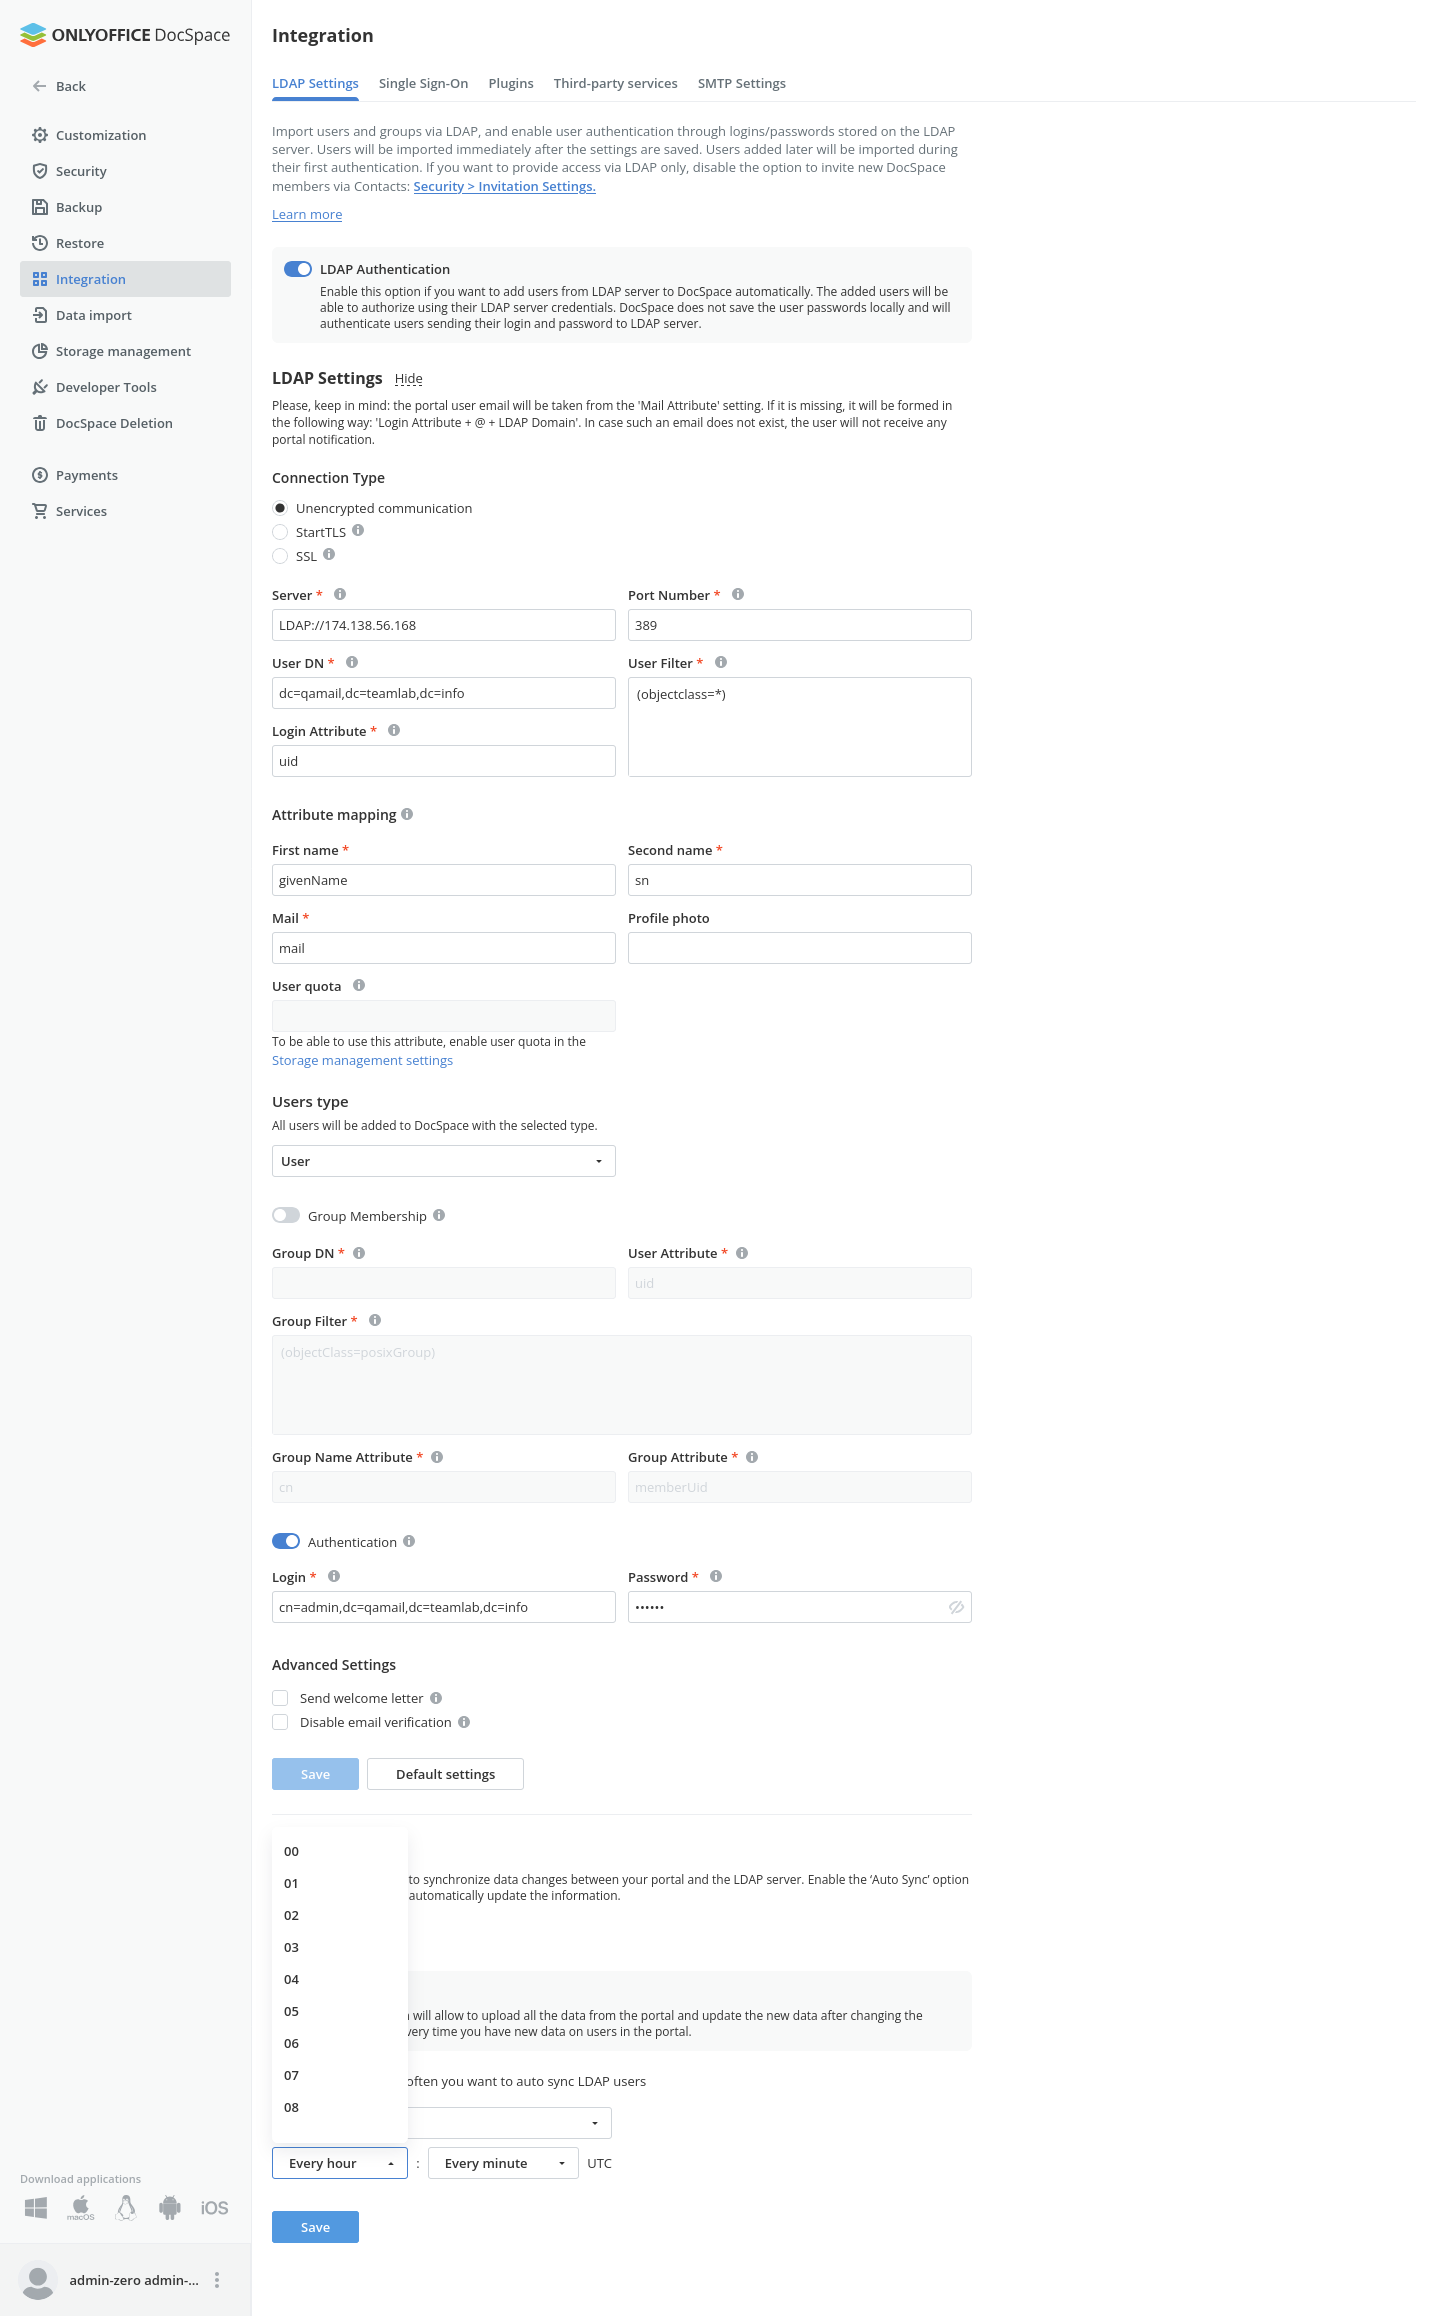 ONLYOFFICE DocSpace
Back
Customization
Security
Backup
Restore
Integration
Data import
Storage management
Developer Tools
DocSpace Deletion
Payments
Services
Download applications
macOS
iOS
admin-zero admin-...
Integration
LDAP Settings Single Sign-On Plugins Third-party services SMTP Settings
Import users and groups via LDAP, and enable user authentication through logins/passwords stored on the LDAP
server. Users will be imported immediately after the settings are saved. Users added later will be imported during
their first authentication. If you want to provide access via LDAP only, disable the option to invite new DocSpace
members via Contacts: Security > Invitation Settings.
Learn more
LDAP Authentication
Enable this option if you want to add users from LDAP server to DocSpace automatically. The added users will be
able to authorize using their LDAP server credentials. DocSpace does not save the user passwords locally and will
authenticate users sending their login and password to LDAP server.
LDAP Settings Hide
Please, keep in mind: the portal user email will be taken from the 'Mail Attribute' setting. If it is missing, it will be formed in
the following way: 'Login Attribute + @ + LDAP Domain'. In case such an email does not exist, the user will not receive any
portal notification.
Connection Type
Unencrypted communication
StartTLS
SSL
Server * Port Number *
LDAP://174.138.56.168 389
User DN * User Filter *
dc=qamail,dc=teamlab,dc=info (objectclass=*)
Login Attribute *
uid
Attribute mapping
First name * Second name *
givenName sn
Mail * Profile photo
mail
User quota
To be able to use this attribute, enable user quota in the
Storage management settings
Users type
All users will be added to DocSpace with the selected type.
User
Group Membership
Group DN * User Attribute *
uid
Group Filter *
(objectClass=posixGroup)
Group Name Attribute * Group Attribute *
cn memberUid
Authentication
Login * Password *
cn=admin,dc=qamail,dc=teamlab,dc=info ••••••
Advanced Settings
Send welcome letter
Disable email verification
Save Default settings
00
01
02
03
04
05
06
07
08
to synchronize data changes between your portal and the LDAP server. Enable the ‘Auto Sync’ option
automatically update the information.
will allow to upload all the data from the portal and update the new data after changing the
very time you have new data on users in the portal.
often you want to auto sync LDAP users
Every hour : Every minute UTC
Save